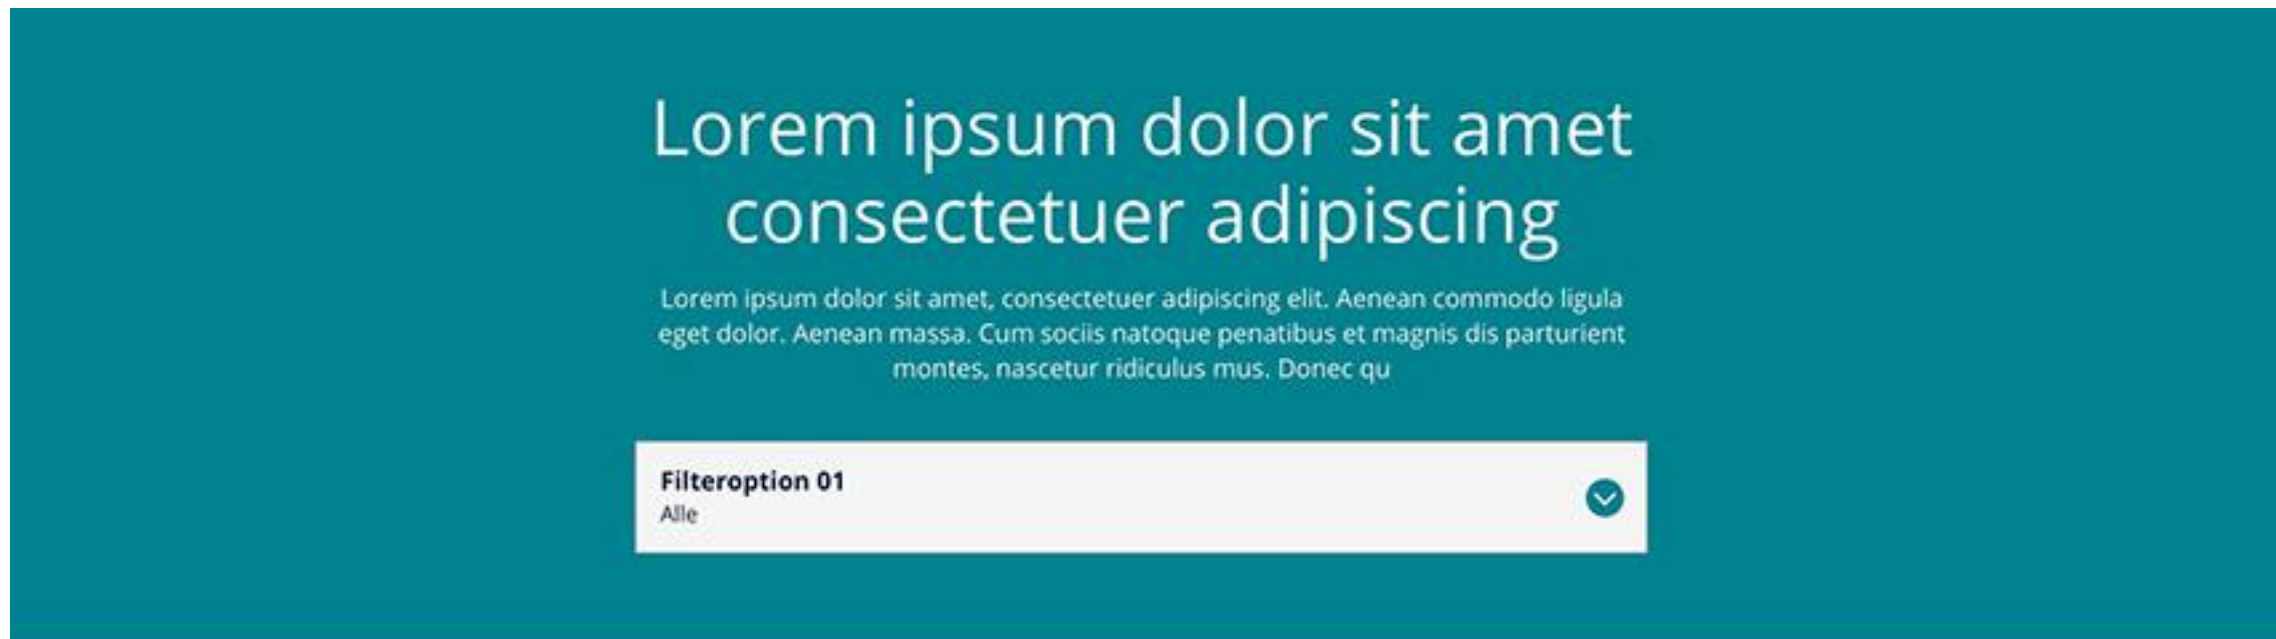 Lorem ipsum dolor sit amet
consectetuer adipiscing
Lorem ipsum dolor sit amet, consectetuer adipiscing elit. Aenean commodo ligula
eget dolor. Aenean massa. Cum sociis natoque penatibus et magnis dis parturient
montes, nascetur ridiculus mus. Donec qu
Filteroption 01
Alle